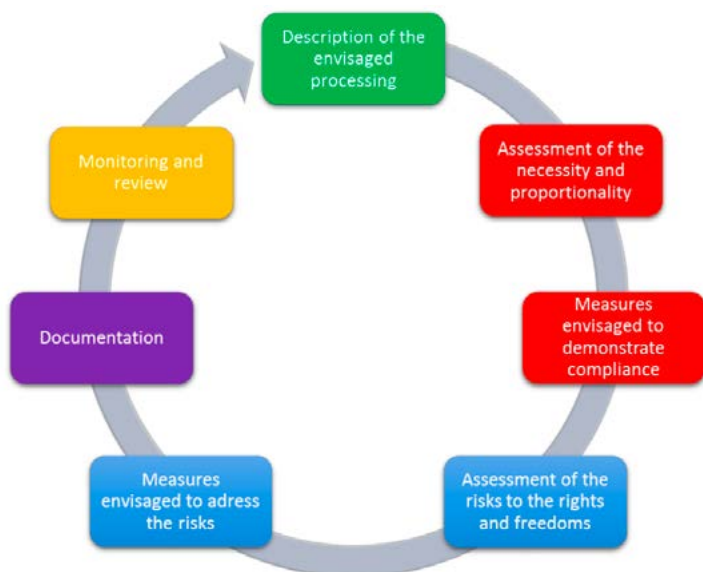 Description of the
envisaged
processing
Assessment of the
necessity and
proportionality
Measures
envisaged to
demonstrate
compliance
Assessment of the
risks to the rights
and freedoms
Measures
envisaged to adress
the risks
Documentation
Monitoring and
review